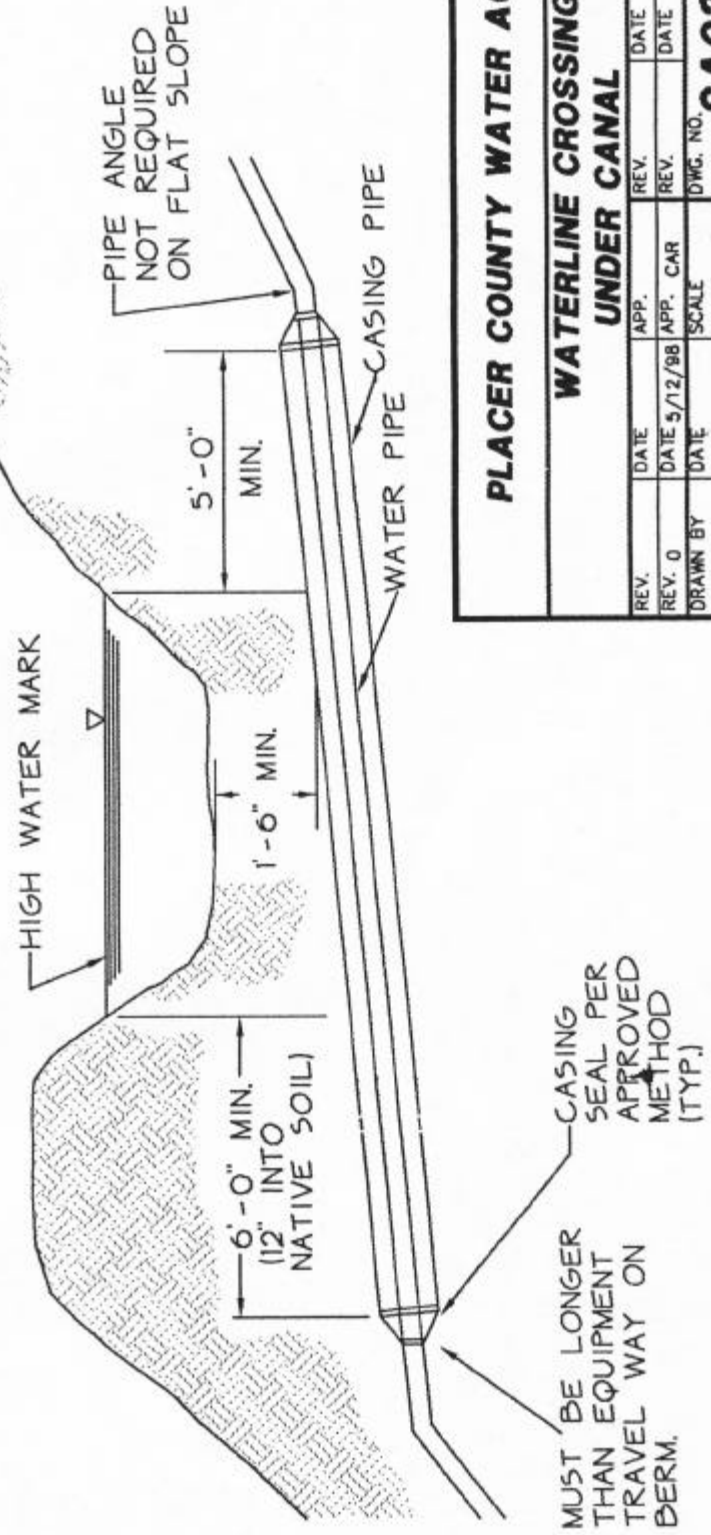 HIGH WATER MARK
PIPE ANGLE
NOT REQUIRED
ON FLAT SLOPE
5'-0"
MIN.
1'-6" MIN.
6'-0" MIN.
(12" INTO
NATIVE SOIL)
CASING PIPE
WATER PIPE
MUST BE LONGER
THAN EQUIPMENT
TRAVEL WAY ON
BERM.
CASING
SEAL PER
APPROVED
METHOD
(TYP.)
PLACER COUNTY WATER
WATERLINE CROSSING
UNDER CANAL
REV. DATE APP. REV. DATE
REV. 0 DATE 5/12/98 APP. CAR REV. DATE
DRAWN BY DATE SCALE DWG. NO.